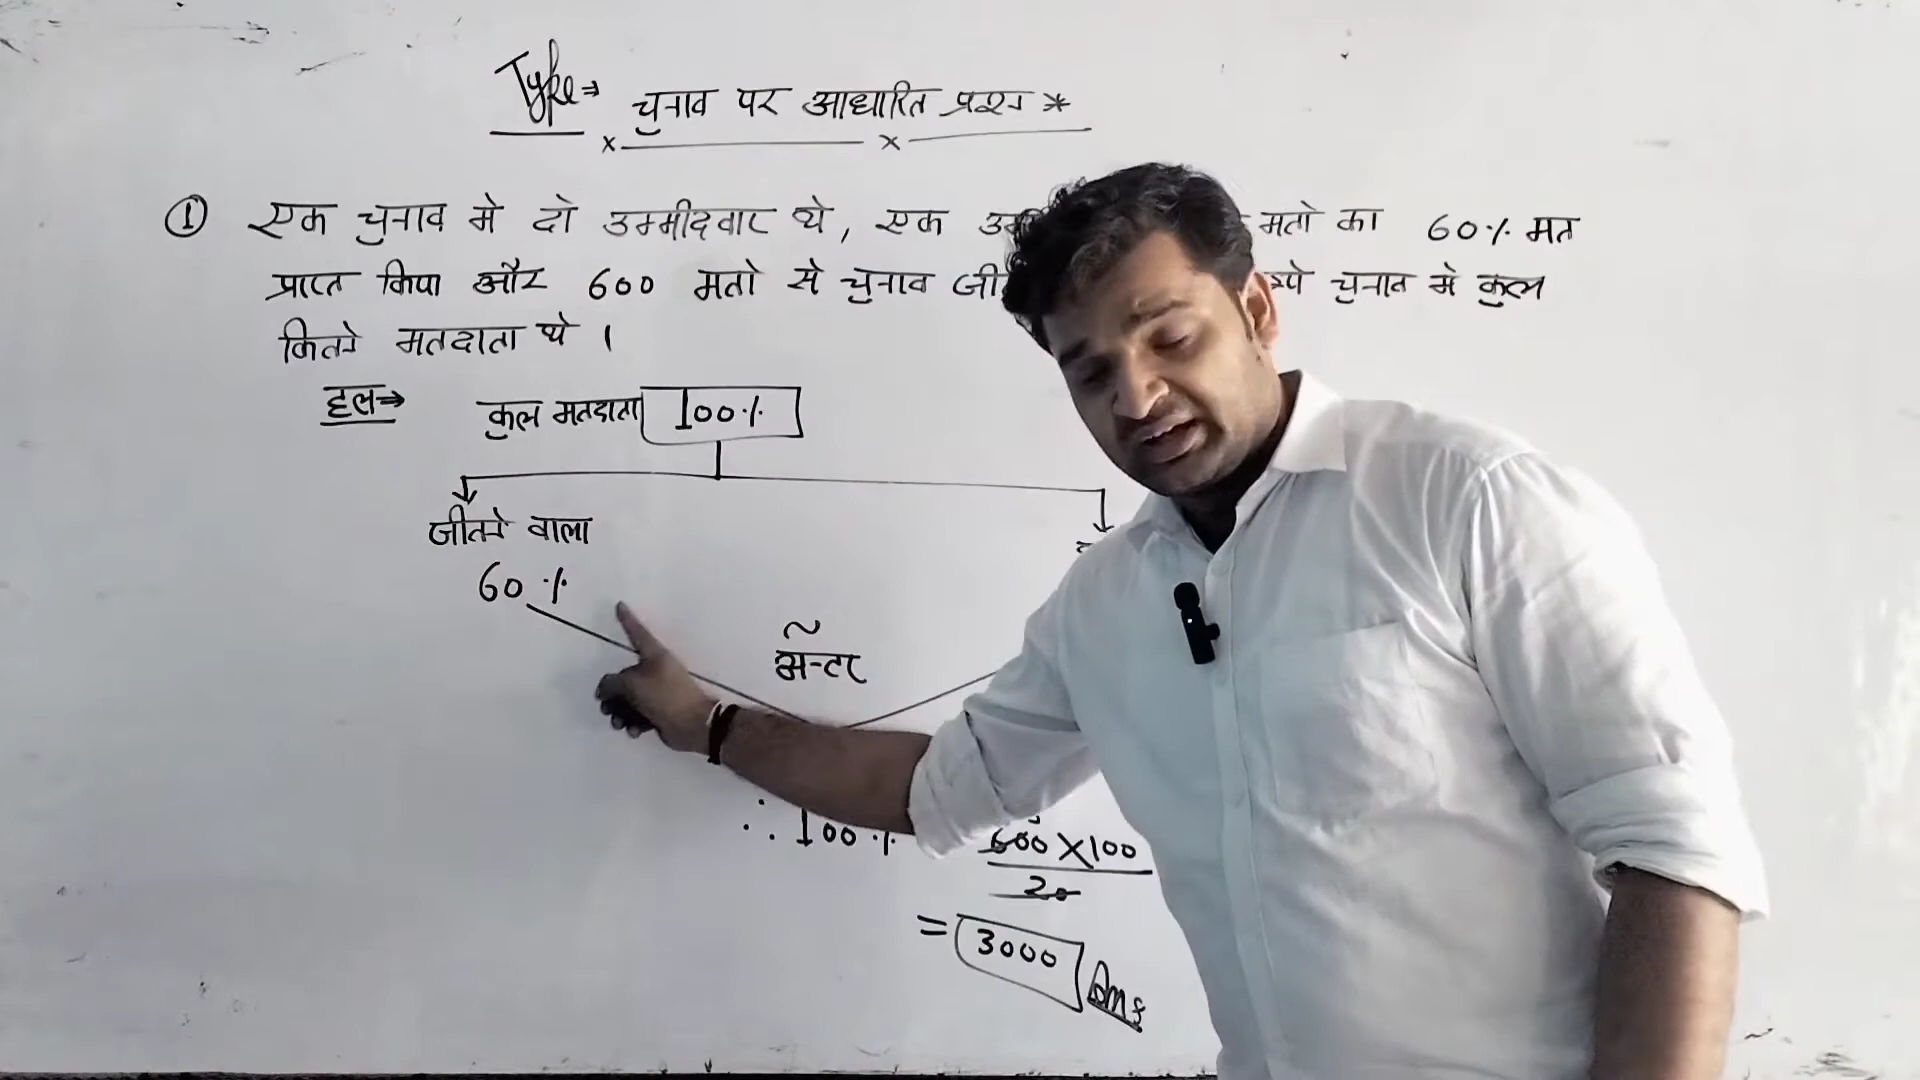 Type⇒ चुनाव पर आधारित प्रश्न *
① एक चुनाव मे दो उम्मीदवार थे, एक मतो का 60% मत
प्राप्त किया और 600 मतो से चुनाव चुनाव मे कुल
कितने मतदाता थे ।
हल⇒ कुल मतदाता 100%
जीतने वाला
60 %
~
अन्तर
∴ 100 % 600 × 100
20
= 3000 Ans